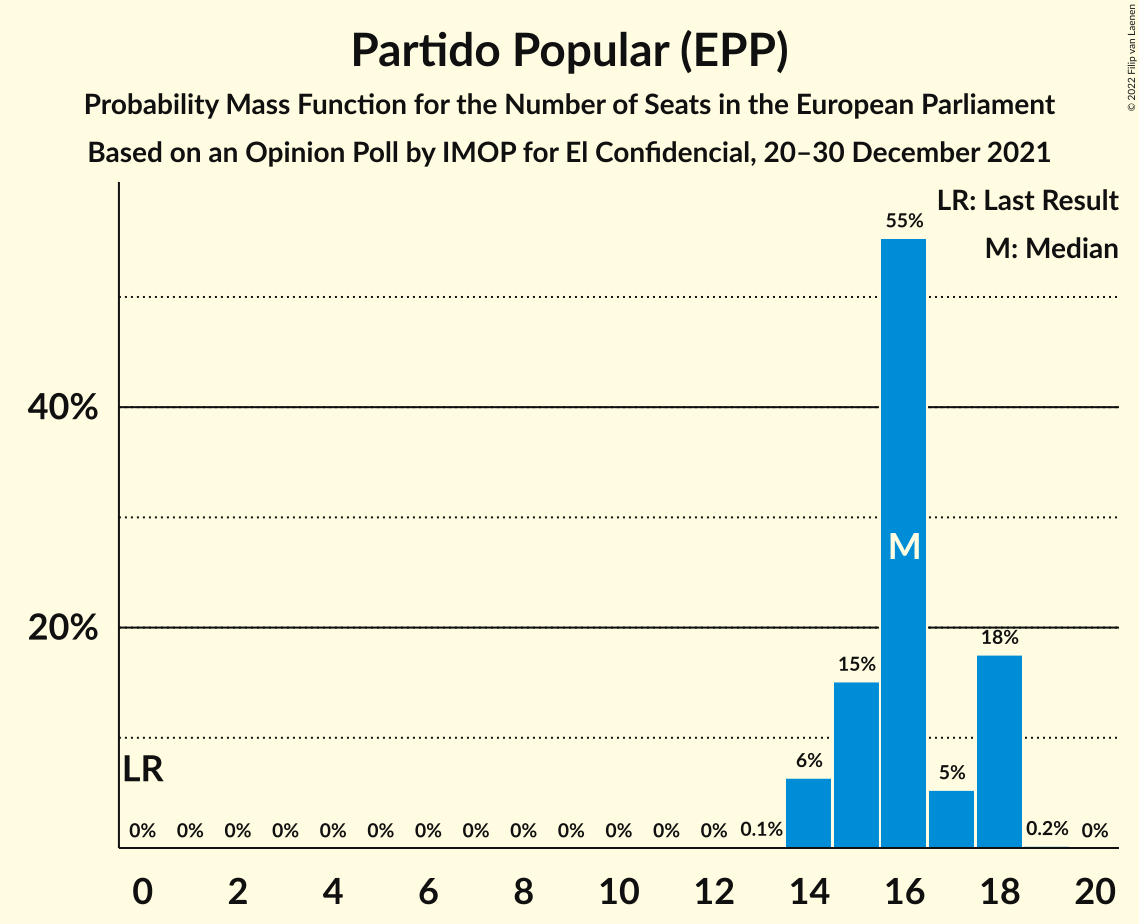 Partido Popular (EPP)
Probability Mass Function for the Number of Seats in the European Parliament
Based on an Opinion Poll by IMOP for El Confidencial, 20–30 December 2021
© 2022 Filip van Laenen
LR: Last Result
M: Median
55%
40%
M
20%
18%
15%
LR
6%
5%
0% 0% 0% 0% 0% 0% 0% 0% 0% 0% 0% 0% 0% 0.1% 0.2% 0%
0 2 4 6 8 10 12 14 16 18 20